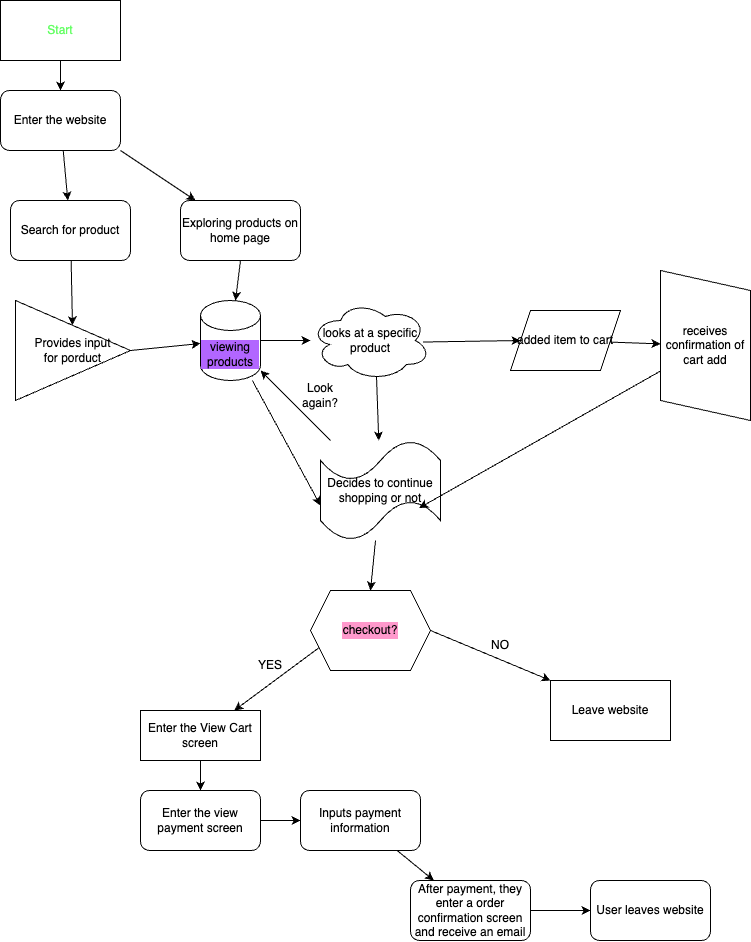 Start
Enter the website
Search for product
Exploring products on
home page
Provides input
for porduct
viewing
products
looks at a specific
product
added item to cart
receives
confirmation of
cart add
Look
again?
Decides to continue
shopping or not
checkout?
YES
NO
Enter the View Cart
screen
Leave website
Enter the view
payment screen
Inputs payment
information
After payment, they
enter a order
confirmation screen
and receive an email
User leaves website